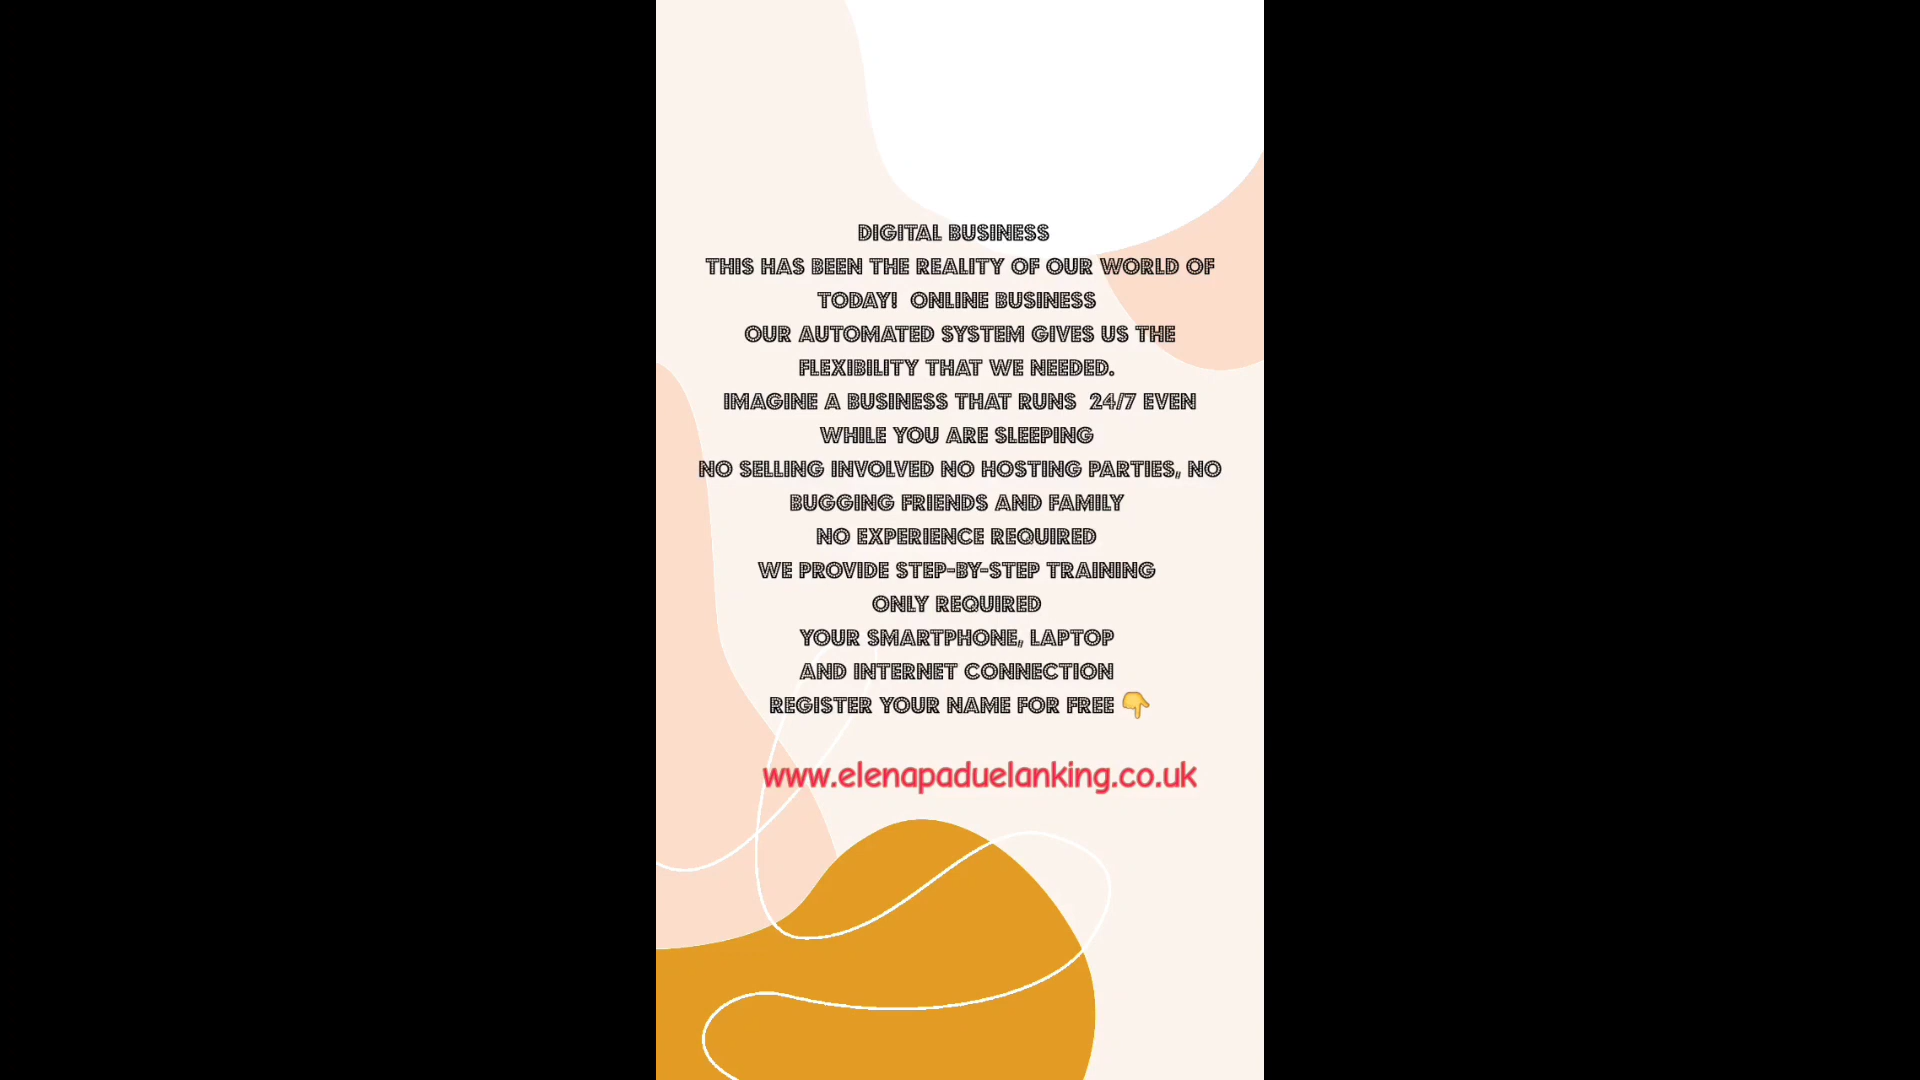 DIGITAL BUSINESS
THIS HAS BEEN THE REALITY OF OUR WORLD OF
TODAY! ONLINE BUSINESS
OUR AUTOMATED SYSTEM GIVES US THE
FLEXIBILITY THAT WE NEEDED.
IMAGINE A BUSINESS THAT RUNS 24/7 EVEN
WHILE YOU ARE SLEEPING
NO SELLING INVOLVED NO HOSTING PARTIES, NO
BUGGING FRIENDS AND FAMILY
NO EXPERIENCE REQUIRED
WE PROVIDE STEP-BY-STEP TRAINING
ONLY REQUIRED
YOUR SMARTPHONE, LAPTOP
AND INTERNET CONNECTION
REGISTER YOUR NAME FOR FREE 👇
www.elenapaduelanking.co.uk